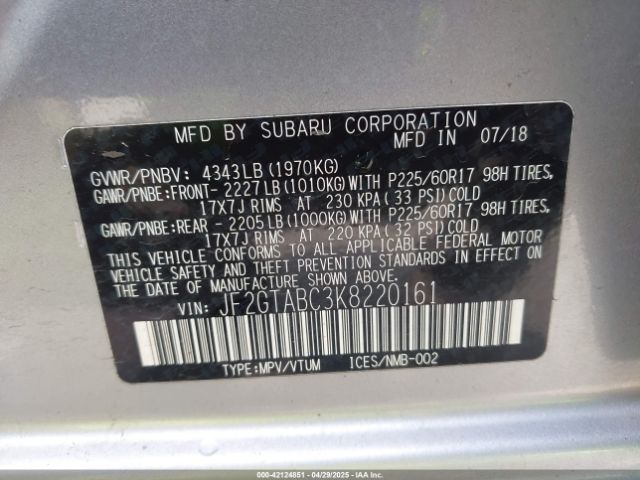 MFD BY SUBARU CORPORATION
MFD IN 07/18
GVWR/PNBV: 4343LB (1970KG)
GAWR/PNBE:FRONT- 2227 LB (1010KG) WITH P225/60R17 98H TIRES,
17X7J RIMS AT 230 KPA (33 PSI) COLD
GAWR/PNBE:REAR - 2205 LB (1000KG) WITH P225/60R17 98H TIRES,
17X7J RIMS AT 220 KPA (32 PSI) COLD
THIS VEHICLE CONFORMS TO ALL APPLICABLE FEDERAL MOTOR
VEHICLE SAFETY AND THEFT PREVENTION STANDARDS IN EFFECT
ON THE DATE OF MANUFACTURE SHOWN ABOVE.
VIN: JF2GTABC3K8220161
TYPE:MPV/VTUM ICES/NMB-002
000-42124851 - 04/29/2025 - IAA Inc.